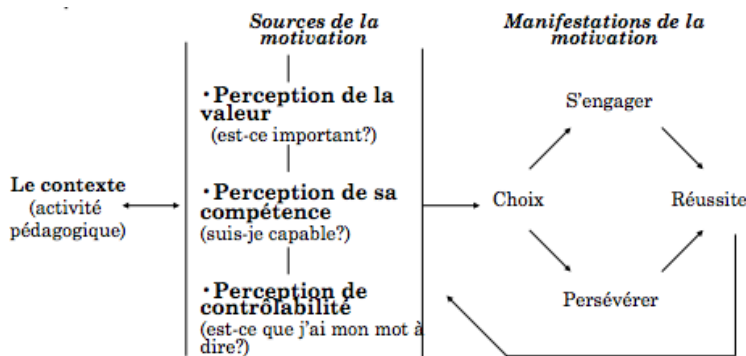 Sources de la
motivation
Manifestations de la
motivation
• Perception de la
valeur
(est-ce important?)
Le contexte
(activité
pédagogique)
• Perception de sa
compétence
(suis-je capable?)
• Perception de
contrôlabilité
(est-ce que j'ai mon mot à
dire?)
S'engager
Choix
Réussite
Persévérer